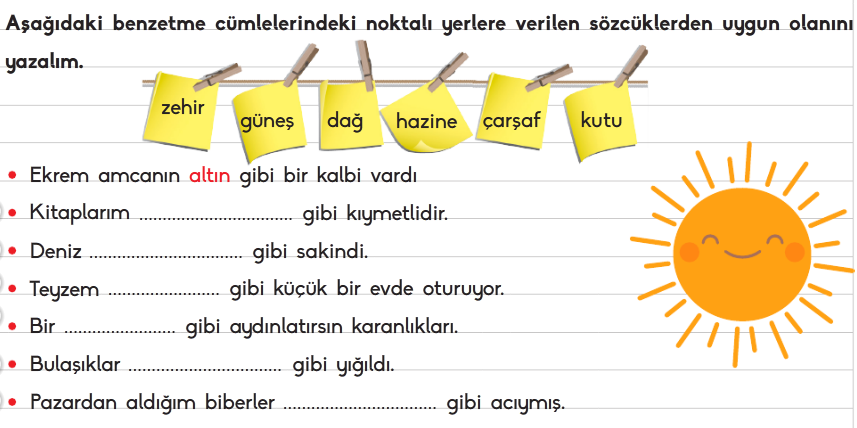 Aşağıdaki benzetme cümlelerindeki noktalı yerlere verilen sözcüklerden uygun olanını
yazalım.
zehir güneş dağ hazine çarşaf kutu
• Ekrem amcanın altın gibi bir kalbi vardı
• Kitaplarım .................................. gibi kıymetlidir.
• Deniz .................................. gibi sakindi.
• Teyzem ........................ gibi küçük bir evde oturuyor.
• Bir ........................ gibi aydınlatırsın karanlıkları.
• Bulaşıklar .................................. gibi yığıldı.
• Pazardan aldığım biberler .................................. gibi acıymış.